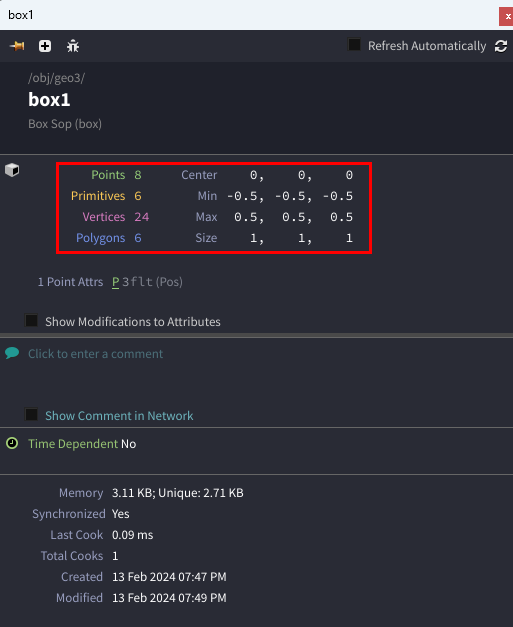 box1
x
Refresh Automatically
/obj/geo3/
box1
Box Sop (box)
Points 8 Center 0, 0, 0
Primitives 6 Min -0.5, -0.5, -0.5
Vertices 24 Max 0.5, 0.5, 0.5
Polygons 6 Size 1, 1, 1
1 Point Attrs P 3flt (Pos)
Show Modifications to Attributes
Click to enter a comment
Show Comment in Network
Time Dependent No
Memory 3.11 KB; Unique: 2.71 KB
Synchronized Yes
Last Cook 0.09 ms
Total Cooks 1
Created 13 Feb 2024 07:47 PM
Modified 13 Feb 2024 07:49 PM